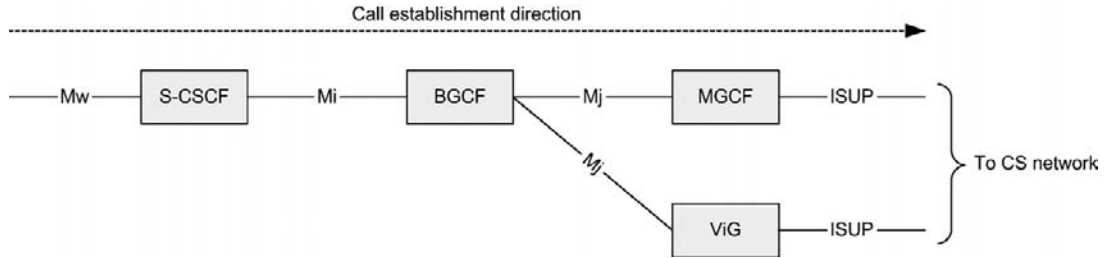 Call establishment direction
Mw S-CSCF Mi BGCF Mj MGCF ISUP
To CS network
Mj
ViG ISUP